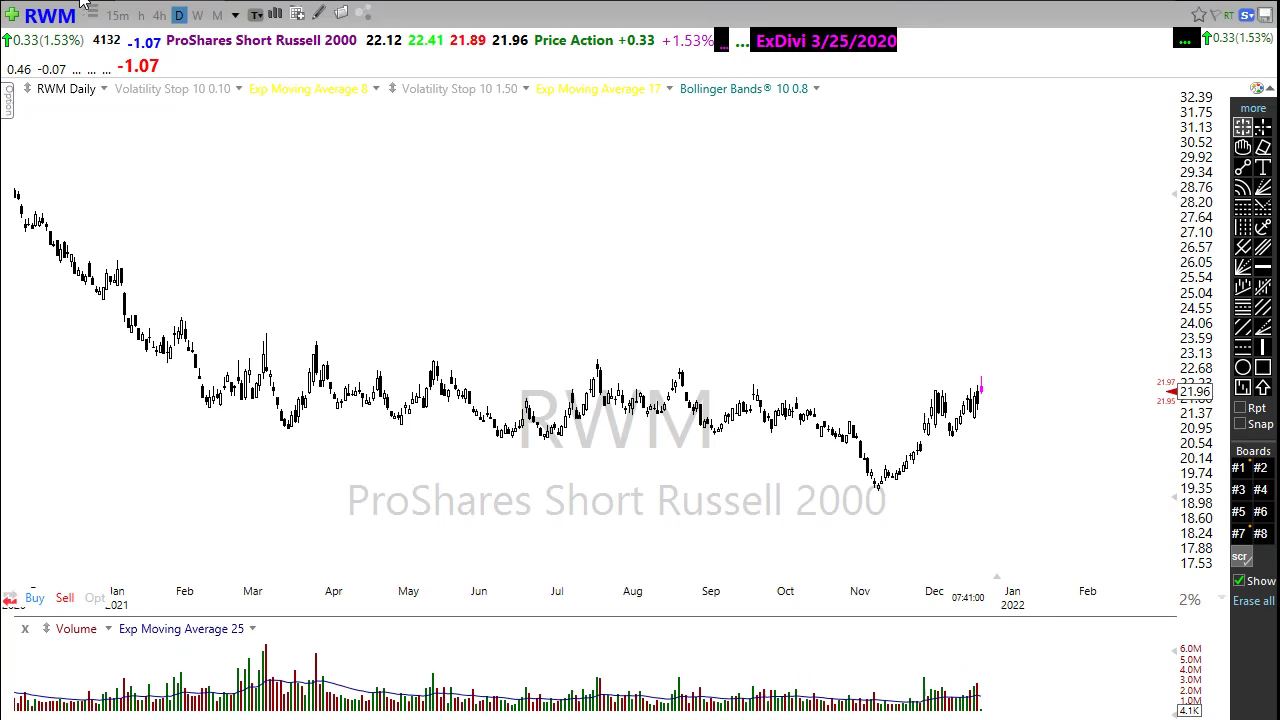 RWM 15m h 4h D W M T RT S
0.33(1.53%) 4132 -1.07 ProShares Short Russell 2000 22.12 22.41 21.89 21.96 Price Action +0.33 +1.53% ... ... ExDivi 3/25/2020 ... 0.33(1.53%)
0.46 -0.07 ... ... ... -1.07
Option
RWM Daily Volatility Stop 10 0.10 Exp Moving Average 8 Volatility Stop 10 1.50 Exp Moving Average 17 Bollinger Bands® 10 0.8
32.39
31.75
31.13
30.52
29.92
29.34
28.76
28.20
27.64
27.10
26.57
26.05
25.54
25.04
24.55
24.06
23.59
23.13
22.68
21.97
21.96
21.95
21.37
20.95
20.54
20.14
19.74
19.35
18.98
18.60
18.24
17.88
17.53
RWM
ProShares Short Russell 2000
Jan Feb Mar Apr May Jun Jul Aug Sep Oct Nov Dec Jan Feb
2021 07:41:00 2022
Buy Sell Opt 2%
X Volume Exp Moving Average 25
6.0M
5.0M
4.0M
3.0M
2.0M
1.0M
4.1K
more
Rpt
Snap
Boards
#1 #2
#3 #4
#5 #6
#7 #8
scr
Show
Erase all